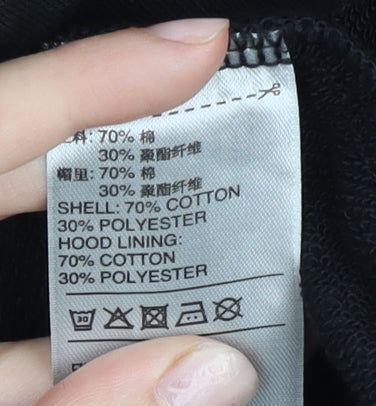 料: 70% 棉
30% 聚酯纤维
帽里: 70% 棉
30% 聚酯纤维
SHELL: 70% COTTON
30% POLYESTER
HOOD LINING:
70% COTTON
30% POLYESTER
30